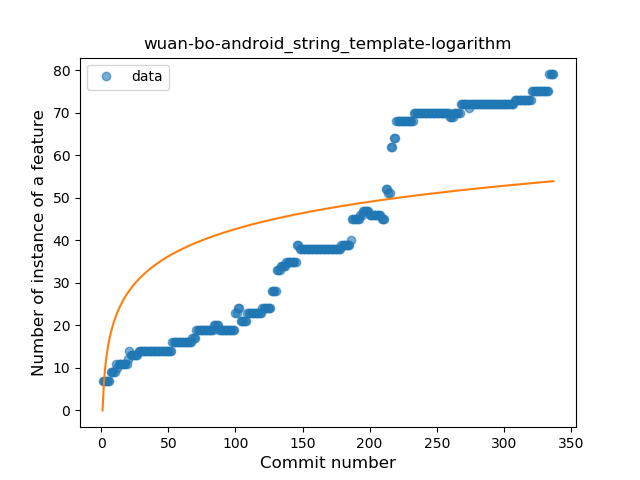 wuan-bo-android_string_template-logarithm
data
Number of instance of a feature
80
70
60
50
40
30
20
10
0
0 50 100 150 200 250 300 350
Commit number